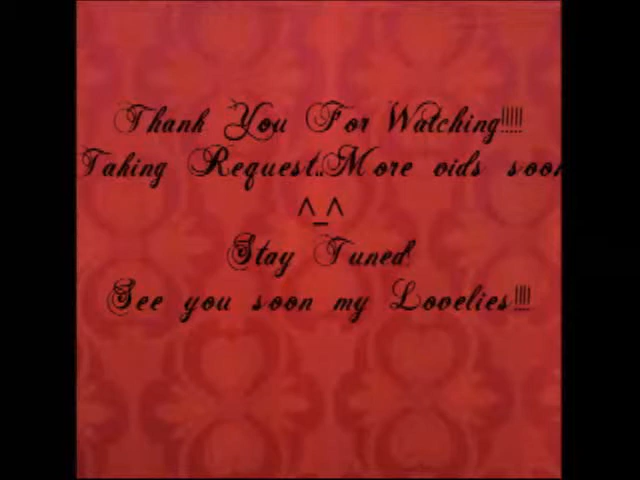 Thank You For Watching!!!!!
Taking Request..More vids soon
^_^
Stay Tuned!
See you soon my Lovelies!!!!